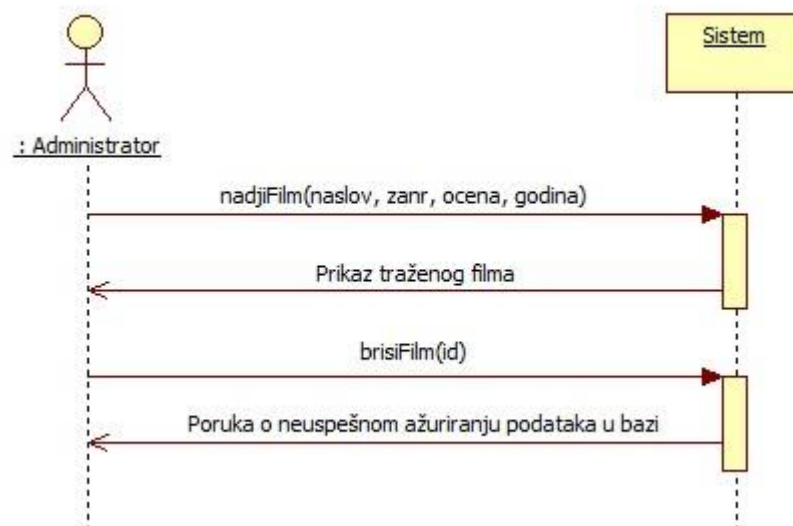 Sistem
: Administrator
nadjiFilm(naslov, zanr, ocena, godina)
Prikaz traženog filma
brisiFilm(id)
Poruka o neuspešnom ažuriranju podataka u bazi